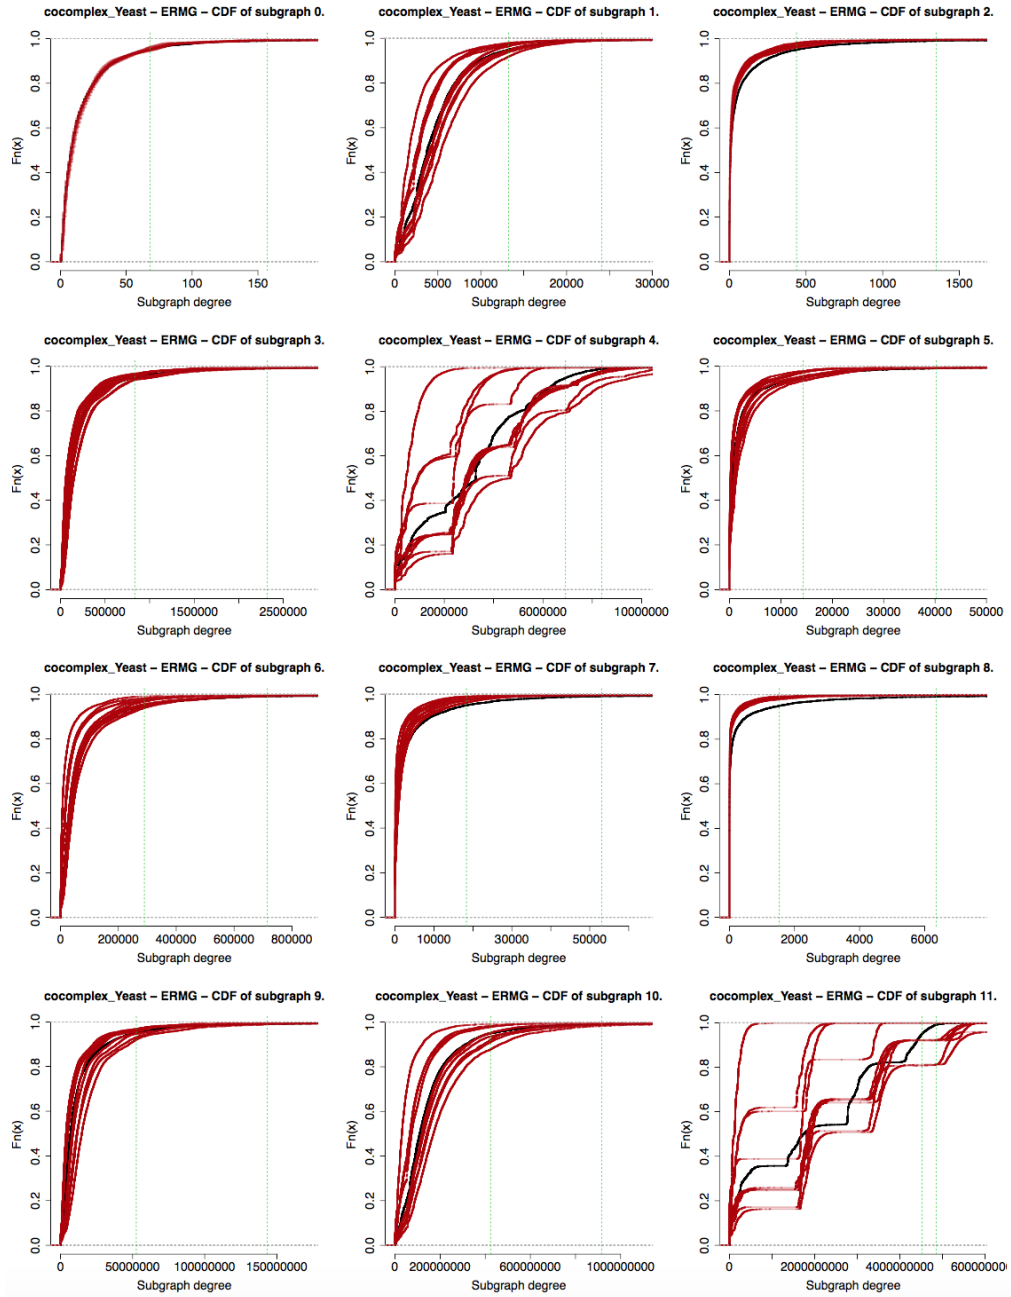 cocomplex_Yeast – ERMG – CDF of subgraph 0.
Fn(x)
0.0 0.2 0.4 0.6 0.8 1.0
0 50 100 150
Subgraph degree
cocomplex_Yeast – ERMG – CDF of subgraph 1.
Fn(x)
0.0 0.2 0.4 0.6 0.8 1.0
0 5000 10000 20000 30000
Subgraph degree
cocomplex_Yeast – ERMG – CDF of subgraph 2.
Fn(x)
0.0 0.2 0.4 0.6 0.8 1.0
0 500 1000 1500
Subgraph degree
cocomplex_Yeast – ERMG – CDF of subgraph 3.
Fn(x)
0.0 0.2 0.4 0.6 0.8 1.0
0 500000 1500000 2500000
Subgraph degree
cocomplex_Yeast – ERMG – CDF of subgraph 4.
Fn(x)
0.0 0.2 0.4 0.6 0.8 1.0
0 2000000 6000000 10000000
Subgraph degree
cocomplex_Yeast – ERMG – CDF of subgraph 5.
Fn(x)
0.0 0.2 0.4 0.6 0.8 1.0
0 10000 20000 30000 40000 50000
Subgraph degree
cocomplex_Yeast – ERMG – CDF of subgraph 6.
Fn(x)
0.0 0.2 0.4 0.6 0.8 1.0
0 200000 400000 600000 800000
Subgraph degree
cocomplex_Yeast – ERMG – CDF of subgraph 7.
Fn(x)
0.0 0.2 0.4 0.6 0.8 1.0
0 10000 30000 50000
Subgraph degree
cocomplex_Yeast – ERMG – CDF of subgraph 8.
Fn(x)
0.0 0.2 0.4 0.6 0.8 1.0
0 2000 4000 6000
Subgraph degree
cocomplex_Yeast – ERMG – CDF of subgraph 9.
Fn(x)
0.0 0.2 0.4 0.6 0.8 1.0
0 50000000 100000000 150000000
Subgraph degree
cocomplex_Yeast – ERMG – CDF of subgraph 10.
Fn(x)
0.0 0.2 0.4 0.6 0.8 1.0
0 200000000 600000000
Subgraph degree
cocomplex_Yeast – ERMG – CDF of subgraph 11.
Fn(x)
0.0 0.2 0.4 0.6 0.8 1.0
0
Subgraph degree